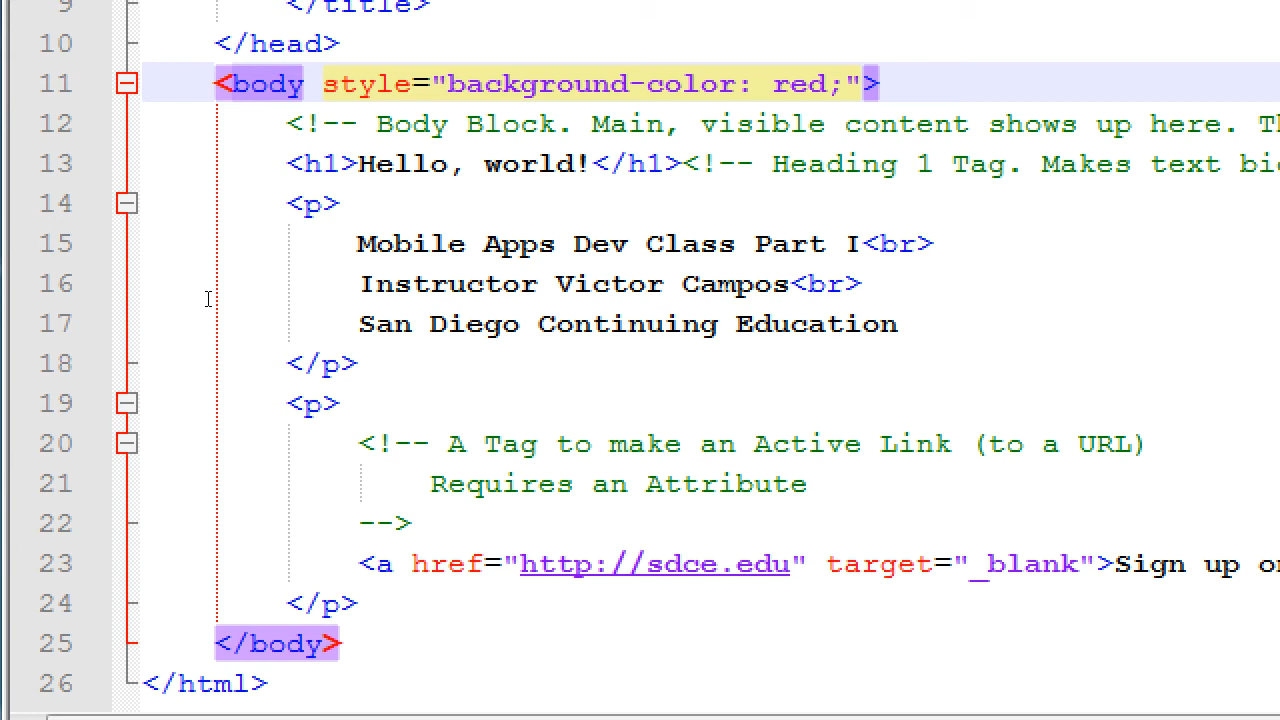 9 </title>
10 </head>
11 <body style="background-color: red;">
12 <!-- Body Block. Main, visible content shows up here.
13 <h1>Hello, world!</h1><!-- Heading 1 Tag. Makes text
14 <p>
15 Mobile Apps Dev Class Part I<br>
16 Instructor Victor Campos<br>
17 San Diego Continuing Education
18 </p>
19 <p>
20 <!-- A Tag to make an Active Link (to a URL)
21 Requires an Attribute
22 -->
23 <a href="http://sdce.edu" target="_blank">Sign up
24 </p>
25 </body>
26 </html>